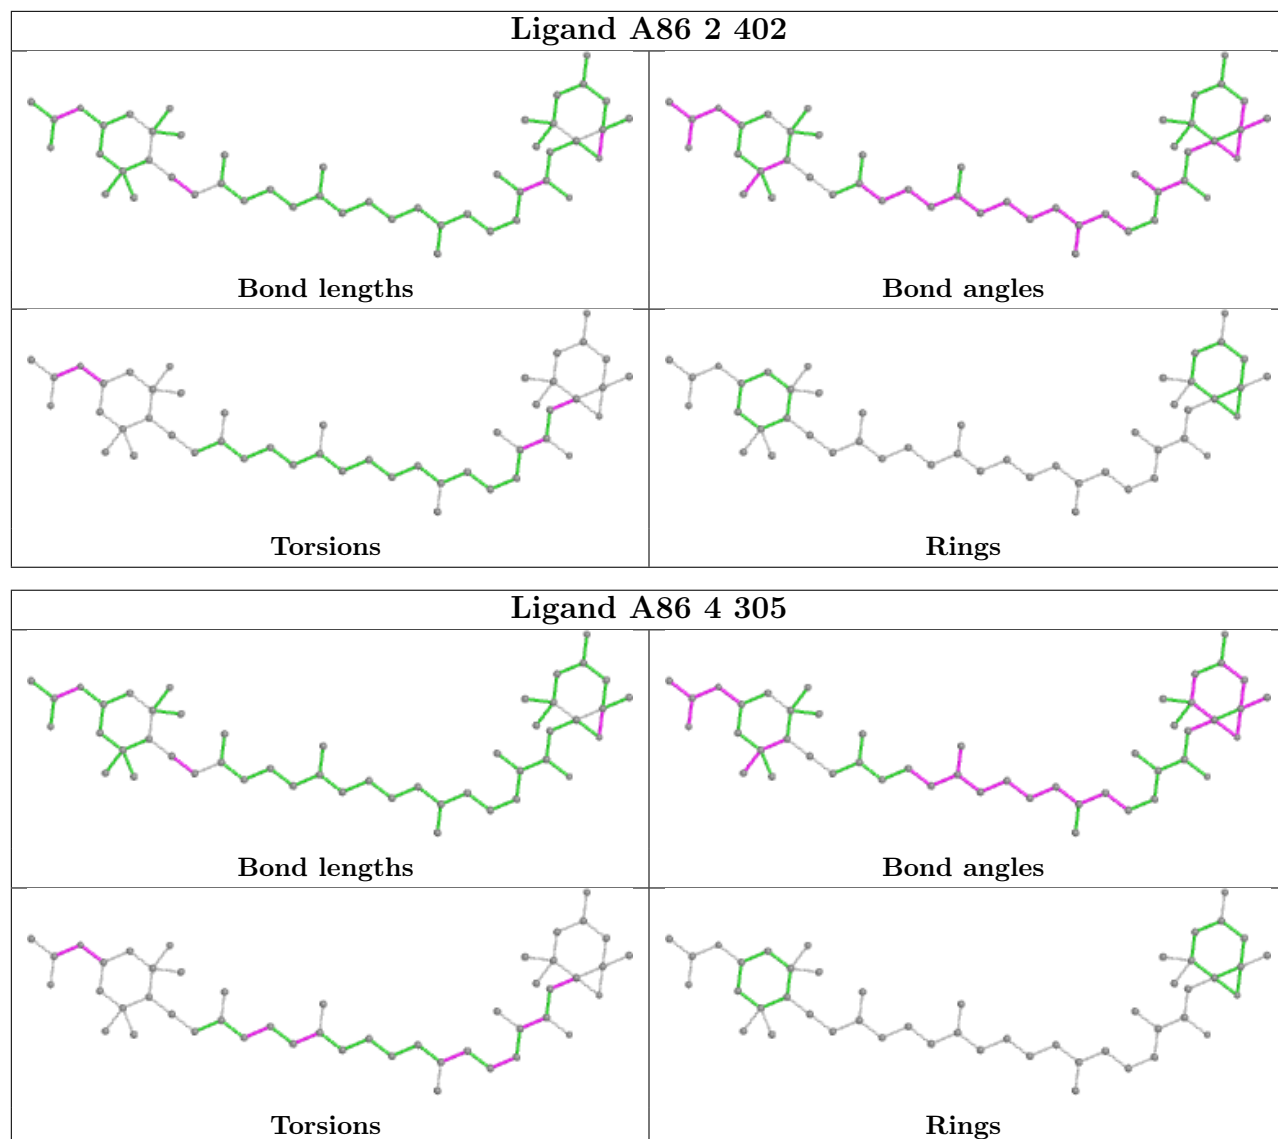 Ligand A86 2 402
Bond lengths
Bond angles
Torsions
Rings
Ligand A86 4 305
Bond lengths
Bond angles
Torsions
Rings